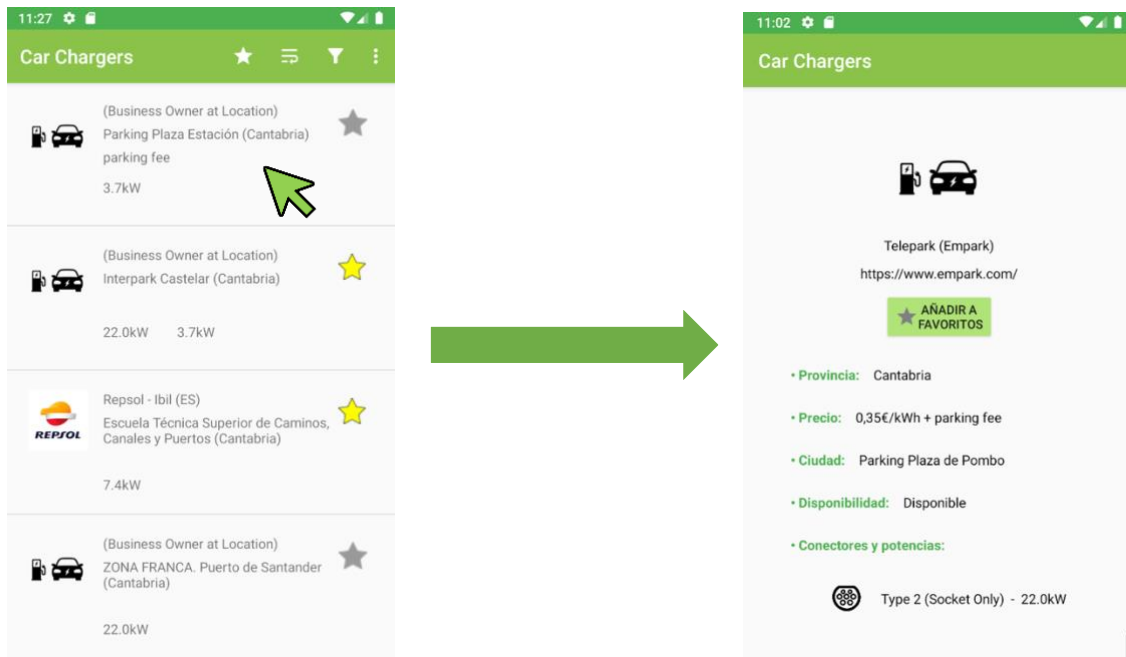 11:27
Car Chargers
(Business Owner at Location)
Parking Plaza Estación (Cantabria)
parking fee
3.7kW
(Business Owner at Location)
Interpark Castelar (Cantabria)
22.0kW 3.7kW
REPSOL
Repsol - Ibil (ES)
Escuela Técnica Superior de Caminos,
Canales y Puertos (Cantabria)
7.4kW
(Business Owner at Location)
ZONA FRANCA. Puerto de Santander
(Cantabria)
22.0kW
11:02
Car Chargers
Telepark (Empark)
https://www.empark.com/
AÑADIR A
FAVORITOS
• Provincia: Cantabria
• Precio: 0,35€/kWh + parking fee
• Ciudad: Parking Plaza de Pombo
• Disponibilidad: Disponible
• Conectores y potencias:
Type 2 (Socket Only) - 22.0kW